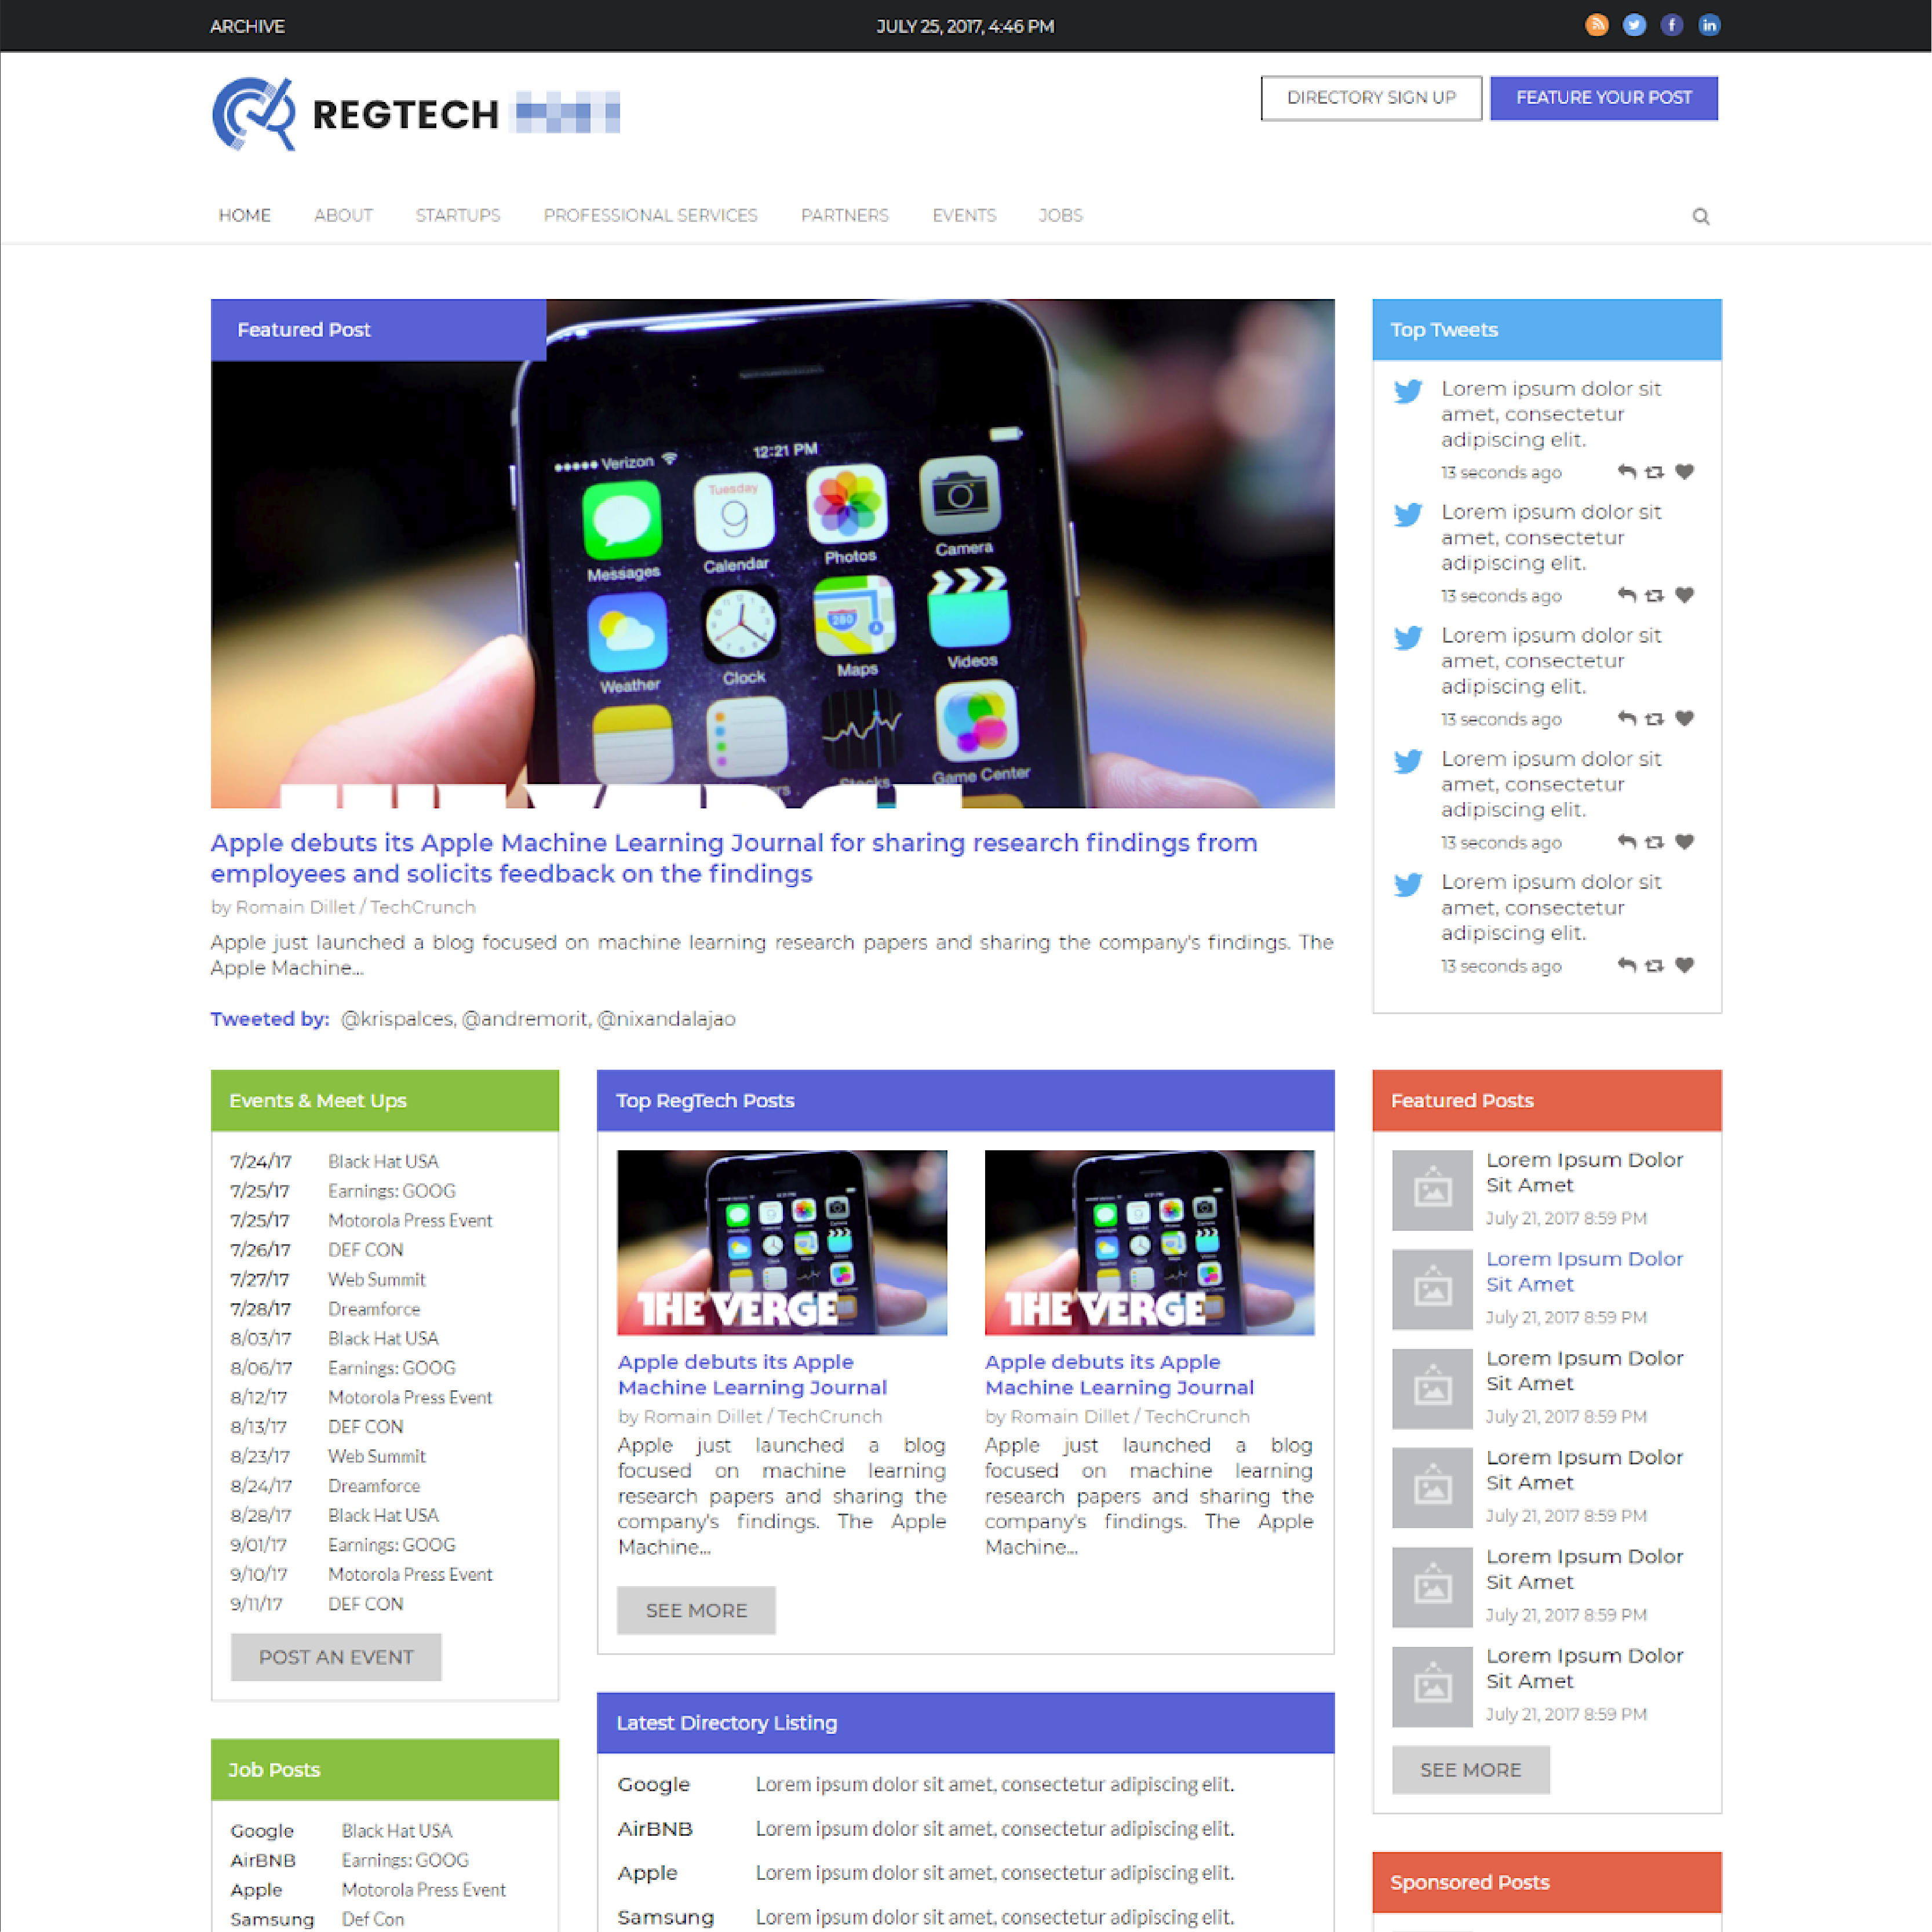 ARCHIVE
JULY 25, 2017, 4:46 PM
REGTECH
DIRECTORY SIGN UP
FEATURE YOUR POST
HOME ABOUT STARTUPS PROFESSIONAL SERVICES PARTNERS EVENTS JOBS
Featured Post
Verizon
12:21 PM
Tuesday
9
Messages
Calendar
Photos
Camera
280
Weather
Clock
Maps
Videos
Stocks
Game Center
Apple debuts its Apple Machine Learning Journal for sharing research findings from
employees and solicits feedback on the findings
by Romain Dillet / TechCrunch
Apple just launched a blog focused on machine learning research papers and sharing the company's findings. The
Apple Machine...
Tweeted by: @krispalces, @andremorit, @nixandalajao
Top Tweets
Lorem ipsum dolor sit
amet, consectetur
adipiscing elit.
13 seconds ago
Lorem ipsum dolor sit
amet, consectetur
adipiscing elit.
13 seconds ago
Lorem ipsum dolor sit
amet, consectetur
adipiscing elit.
13 seconds ago
Lorem ipsum dolor sit
amet, consectetur
adipiscing elit.
13 seconds ago
Lorem ipsum dolor sit
amet, consectetur
adipiscing elit.
13 seconds ago
Events & Meet Ups
7/24/17 Black Hat USA
7/25/17 Earnings: GOOG
7/25/17 Motorola Press Event
7/26/17 DEF CON
7/27/17 Web Summit
7/28/17 Dreamforce
8/03/17 Black Hat USA
8/06/17 Earnings: GOOG
8/12/17 Motorola Press Event
8/13/17 DEF CON
8/23/17 Web Summit
8/24/17 Dreamforce
8/28/17 Black Hat USA
9/01/17 Earnings: GOOG
9/10/17 Motorola Press Event
9/11/17 DEF CON
POST AN EVENT
Job Posts
Google Black Hat USA
AirBNB Earnings: GOOG
Apple Motorola Press Event
Samsung Def Con
Top RegTech Posts
THE VERGE
Apple debuts its Apple
Machine Learning Journal
by Romain Dillet / TechCrunch
Apple just launched a blog
focused on machine learning
research papers and sharing the
company's findings. The Apple
Machine...
THE VERGE
Apple debuts its Apple
Machine Learning Journal
by Romain Dillet / TechCrunch
Apple just launched a blog
focused on machine learning
research papers and sharing the
company's findings. The Apple
Machine...
SEE MORE
Latest Directory Listing
Google Lorem ipsum dolor sit amet, consectetur adipiscing elit.
AirBNB Lorem ipsum dolor sit amet, consectetur adipiscing elit.
Apple Lorem ipsum dolor sit amet, consectetur adipiscing elit.
Samsung Lorem ipsum dolor sit amet, consectetur adipiscing elit.
Featured Posts
Lorem Ipsum Dolor
Sit Amet
July 21, 2017 8:59 PM
Lorem Ipsum Dolor
Sit Amet
July 21, 2017 8:59 PM
Lorem Ipsum Dolor
Sit Amet
July 21, 2017 8:59 PM
Lorem Ipsum Dolor
Sit Amet
July 21, 2017 8:59 PM
Lorem Ipsum Dolor
Sit Amet
July 21, 2017 8:59 PM
Lorem Ipsum Dolor
Sit Amet
July 21, 2017 8:59 PM
SEE MORE
Sponsored Posts